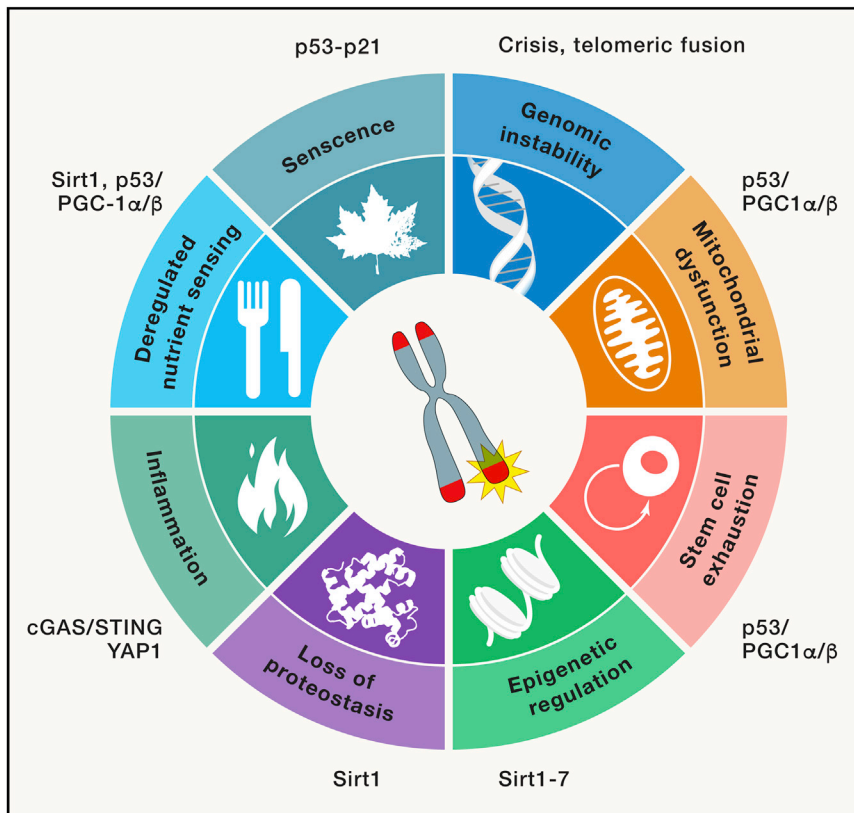 p53-p21
Crisis, telomeric fusion
Senscence
Genomic
instability
Sirt1, p53/
PGC-1α/β
p53/
PGC1α/β
Deregulated
nutrient sensing
Mitochondrial
dysfunction
Inflammation
Stem cell
exhaustion
cGAS/STING
YAP1
p53/
PGC1α/β
Loss of
proteostasis
Epigenetic
regulation
Sirt1
Sirt1-7